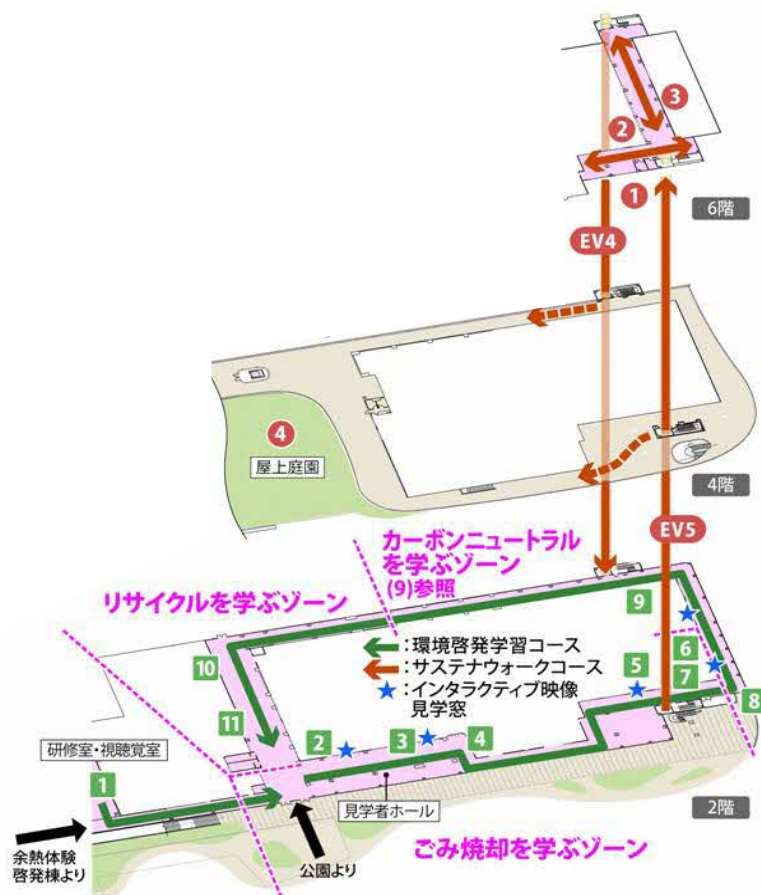 3
2
1
6階
EV4
4
屋上庭園
4階
EV5
カーボンニュートラル
を学ぶゾーン
(9)参照
リサイクルを学ぶゾーン
9
:環境啓発学習コース
:サステナウォークコース
:インタラクティブ映像
見学窓
10
6
5
7
8
11
2
3
4
研修室・視聴覚室
1
見学者ホール
2階
余熱体験
啓発棟より
公園より
ごみ焼却を学ぶゾーン